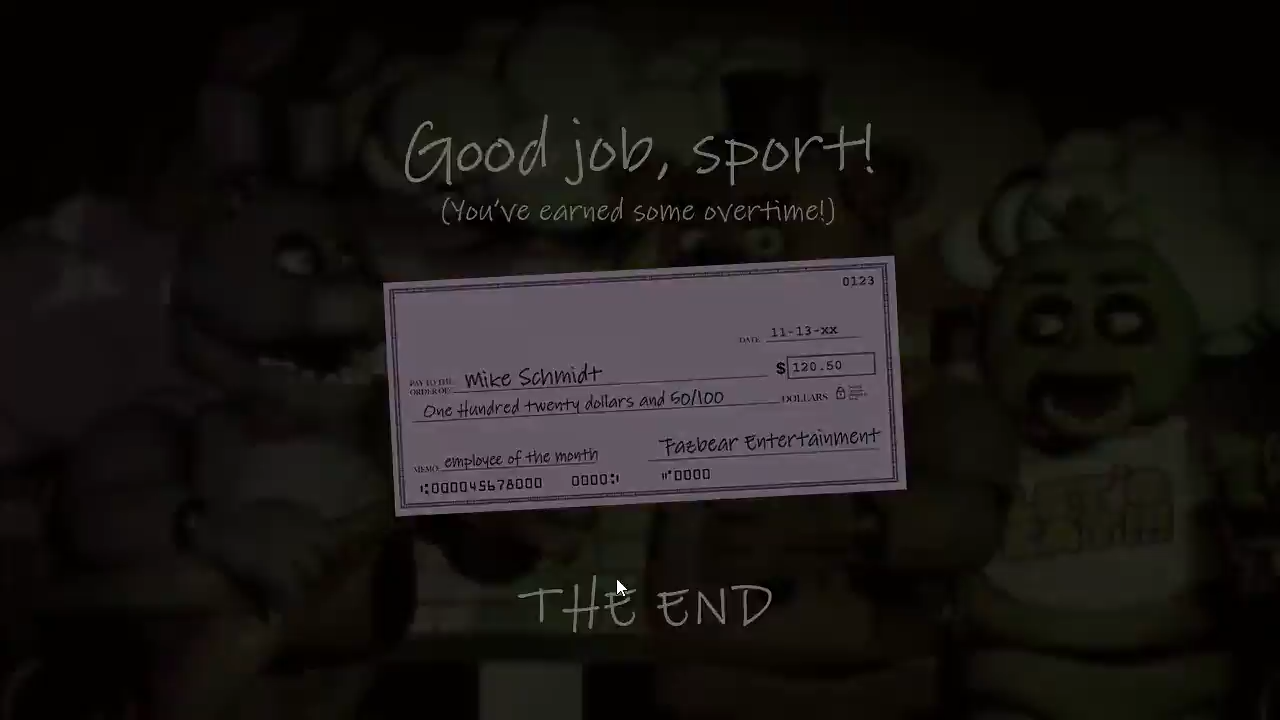 Good job, sport!
(You've earned some overtime!)
0123
DATE 11-13-xx
PAY TO THE
ORDER OF: Mike Schmidt $ 120.50
One Hundred twenty dollars and 50/100 DOLLARS
Fazbear Entertainment
MEMO: employee of the month
⑆000045678000 0000⑆ ⑈0000
THE END